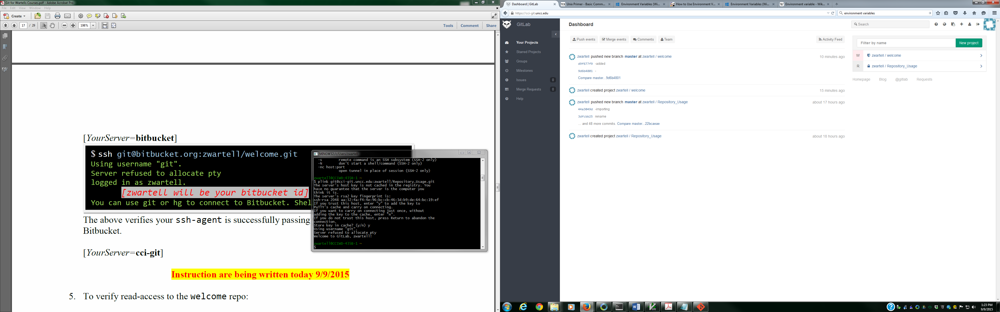 Git for Wartells Courses.pdf - Adobe Acrobat Pro
File Edit View Window Help
Create
17 / 29
198%
Tools Comment Share
[YourServer=bitbucket]
$ ssh git@bitbucket.org:zwartell/welcome.git
Using username "git".
Server refused to allocate pty
logged in as zwartell.
[zwartell will be your bitbucket id]
You can use git or hg to connect to Bitbucket. Shel
The above verifies your ssh-agent is successfully passing
Bitbucket.
[YourServer=cci-git]
Instruction are being written today 9/9/2015
5. To verify read-access to the welcome repo:
MINGW32:/c/Users/zwartell
-s remote command is an SSH subsystem (SSH-2 only)
-N don't start a shell/command (SSH-2 only)
-nc host:port
open tunnel in place of session (SSH-2 only)
zwartell@CCIWD-435B-1 ~
$ plink git@cci-git.uncc.edu:zwartell/Repository_Usage.git
The server's host key is not cached in the registry. You
have no guarantee that the server is the computer you
think it is.
The server's rsa2 key fingerprint is:
ssh-rsa 2048 aa:32:4a:f4:4e:96:bc:cb:46:3d:b9:de:64:bc:19:ef
If you trust this host, enter "y" to add the key to
PuTTY's cache and carry on connecting.
If you want to carry on connecting just once, without
adding the key to the cache, enter "n".
If you do not trust this host, press Return to abandon the
connection.
Store key in cache? (y/n) y
Using username "git".
Server refused to allocate pty
Welcome to GitLab, zwartell!
zwartell@CCIWD-435B-1 ~
$
Dashboard | GitLab
TCB Unix Primer - Basic Comm...
Environment Variables (Wi...
How to Use Environment V...
Environment Variables (Wi...
W Environment variable - Wik...
https://cci-git.uncc.edu
environment variables
GitLab
Dashboard
Search
Your Projects
Starred Projects
Groups
Milestones
Issues 0
Merge Requests 0
Help
Push events Merge events Comments Team
Activity Feed
zwartell pushed new branch master at zwartell / welcome 10 minutes ago
d9f677f9 -added
9d6b4801 -
Compare master...9d6b4801
zwartell created project zwartell / welcome 15 minutes ago
zwartell pushed new branch master at zwartell / Repository_Usage about 17 hours ago
44a3049d -importing
3dfcbb25 rename
... and 48 more commits. Compare master...22bcaeae
zwartell created project zwartell / Repository_Usage about 18 hours ago
Filter by name New project
W zwartell / welcome
R zwartell / Repository_Usage
Homepage Blog @gitlab Requests
1:23 PM
9/9/2015